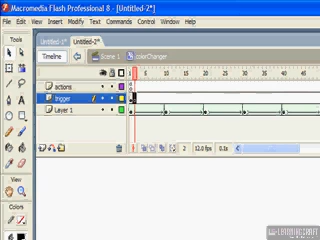 Macromedia Flash Professional 8 - [Untitled-2*]
File Edit View Insert Modify Text Commands Control Window Help
Tools
Untitled-1* Untitled-2*
Timeline Scene 1 colorChanger
1 5 10 15 20 25 30 35 40 45
actions
trigger
Layer 1
2 12.0 fps 0.1s
View
Colors